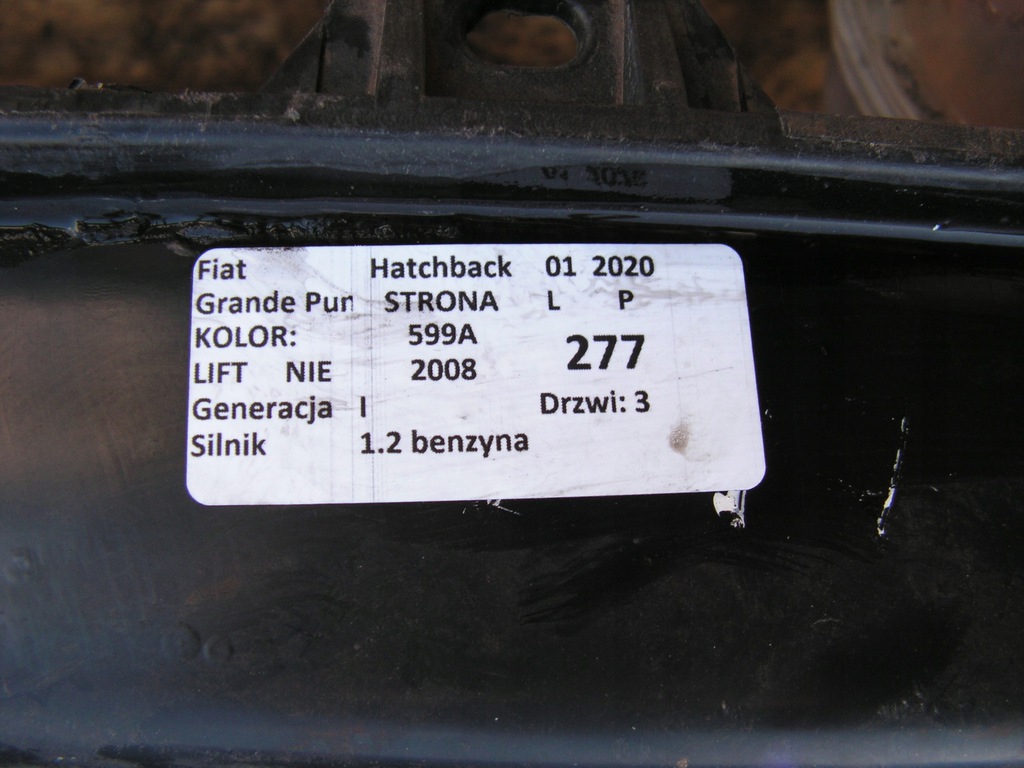 Fiat Hatchback 01 2020
Grande Pun STRONA L P
KOLOR: 599A 277
LIFT NIE 2008
Generacja I Drzwi: 3
Silnik 1.2 benzyna